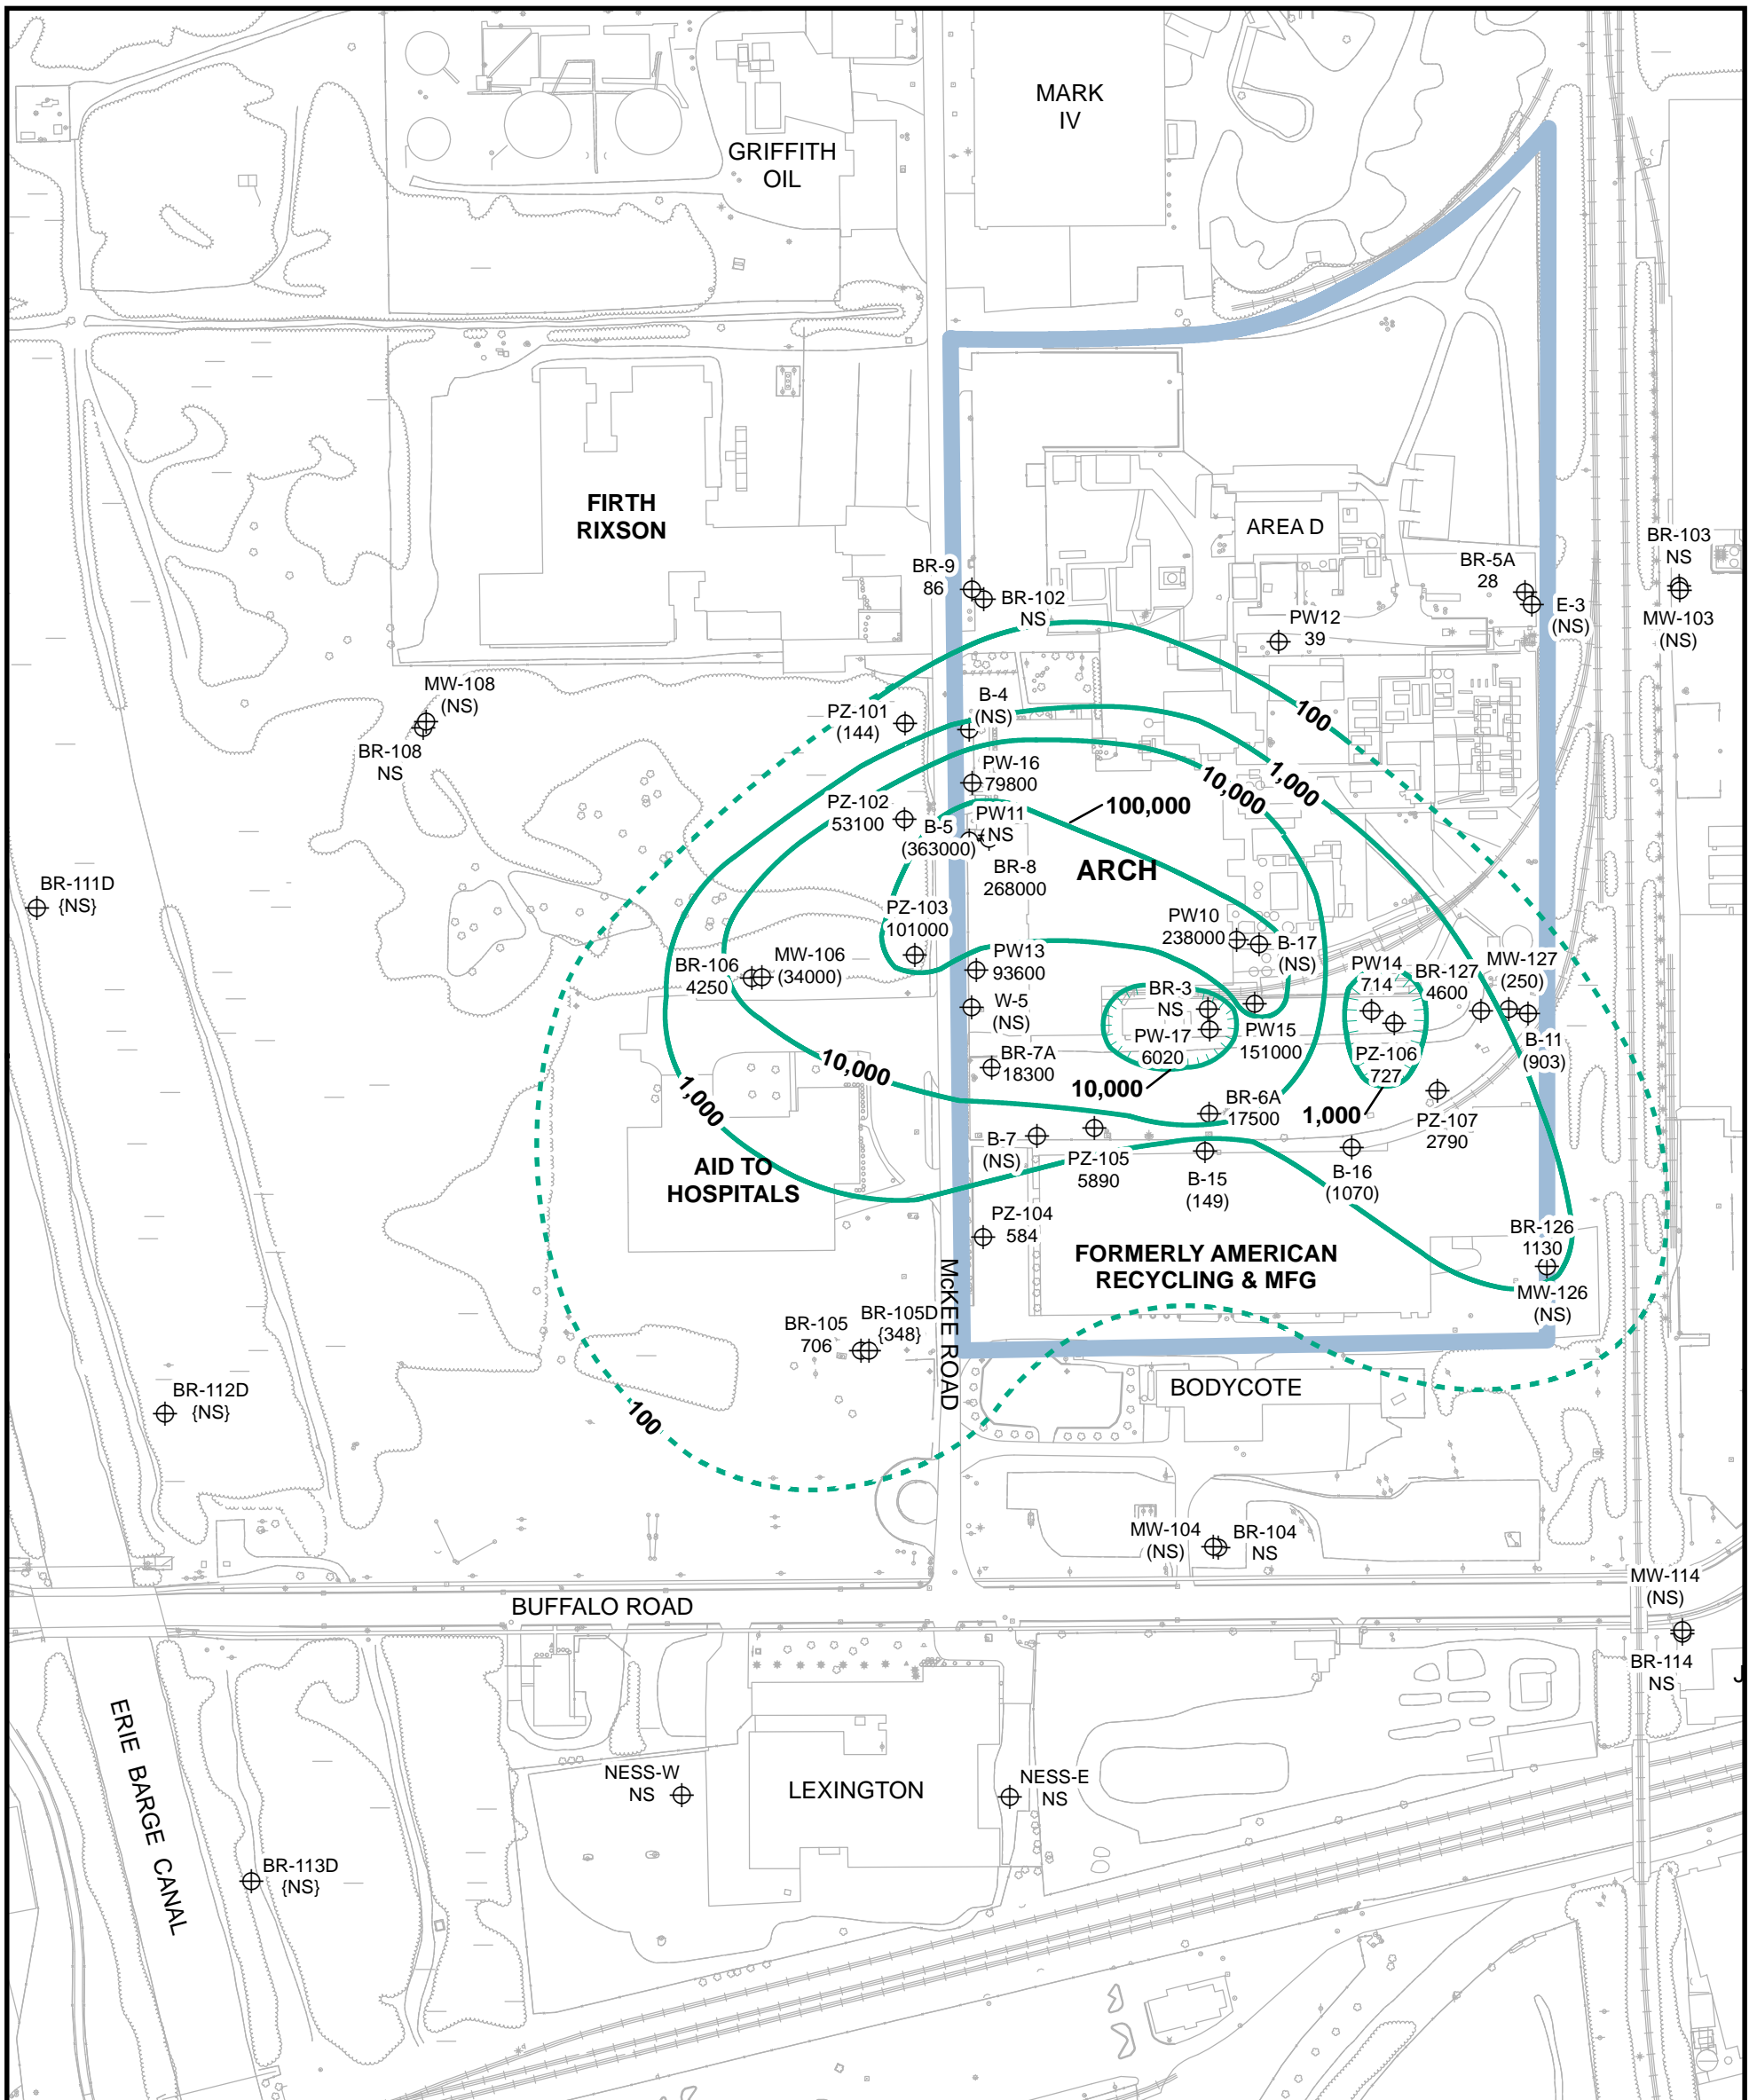 MARK
IV
GRIFFITH
OIL
FIRTH
RIXSON
AREA D
BR-103
NS
MW-103
(NS)
BR-5A
28
E-3
(NS)
BR-9
86
BR-102
NS
PW12
39
MW-108
(NS)
BR-108
NS
PZ-101
(144)
B-4
(NS)
100
PW-16
79800
10,000
1,000
100,000
PZ-102
53100
B-5
(363000)
PW11
NS
BR-8
268000
ARCH
BR-111D
{NS}
PZ-103
101000
PW10
238000
B-17
(NS)
PW13
93600
BR-106
4250
MW-106
(34000)
PW14
714
BR-127
4600
MW-127
(250)
W-5
(NS)
BR-3
NS
PW-17
6020
PW15
151000
PZ-106
727
B-11
(903)
BR-7A
18300
10,000
10,000
1,000
1,000
BR-6A
17500
PZ-107
2790
B-7
(NS)
PZ-105
5890
B-15
(149)
B-16
(1070)
AID TO
HOSPITALS
PZ-104
584
FORMERLY AMERICAN
RECYCLING & MFG
BR-126
1130
MW-126
(NS)
McKEE ROAD
BR-105
706
BR-105D
{348}
BODYCOTE
BR-112D
{NS}
100
MW-104
(NS)
BR-104
NS
MW-114
(NS)
BR-114
NS
J
BUFFALO ROAD
ERIE BARGE CANAL
NESS-W
NS
LEXINGTON
NESS-E
NS
BR-113D
{NS}